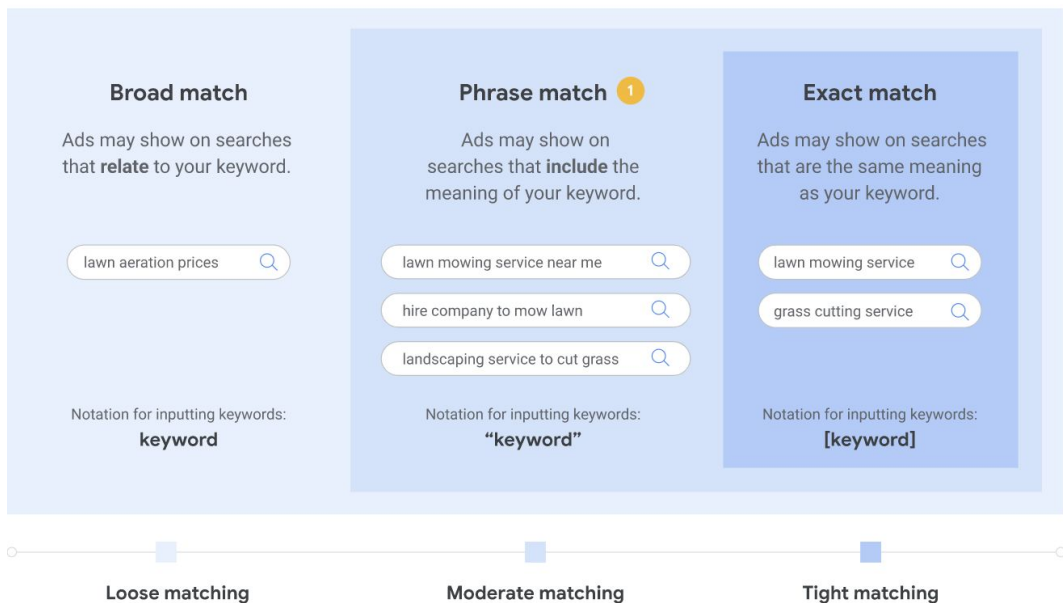 Broad match
Ads may show on searches
that relate to your keyword.
lawn aeration prices
Notation for inputting keywords:
keyword
Phrase match 1
Ads may show on
searches that include the
meaning of your keyword.
lawn mowing service near me
hire company to mow lawn
landscaping service to cut grass
Notation for inputting keywords:
“keyword”
Exact match
Ads may show on searches
that are the same meaning
as your keyword.
lawn mowing service
grass cutting service
Notation for inputting keywords:
[keyword]
Loose matching
Moderate matching
Tight matching